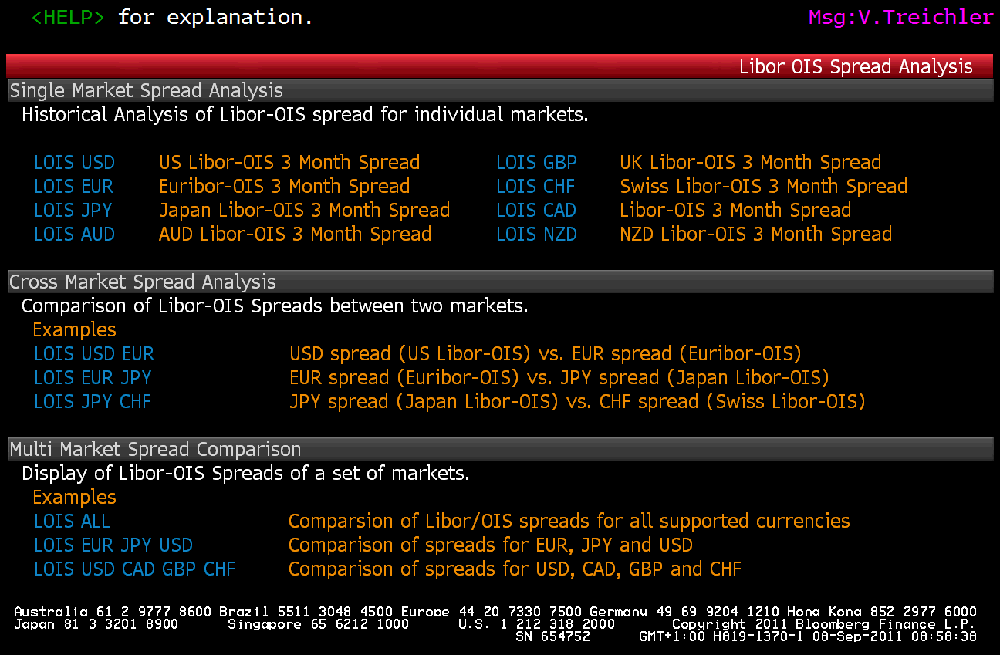 <HELP> for explanation. Msg:V.Treichler
Libor OIS Spread Analysis
Single Market Spread Analysis
Historical Analysis of Libor-OIS spread for individual markets.
LOIS USD US Libor-OIS 3 Month Spread LOIS GBP UK Libor-OIS 3 Month Spread
LOIS EUR Euribor-OIS 3 Month Spread LOIS CHF Swiss Libor-OIS 3 Month Spread
LOIS JPY Japan Libor-OIS 3 Month Spread LOIS CAD Libor-OIS 3 Month Spread
LOIS AUD AUD Libor-OIS 3 Month Spread LOIS NZD NZD Libor-OIS 3 Month Spread
Cross Market Spread Analysis
Comparison of Libor-OIS Spreads between two markets.
Examples
LOIS USD EUR USD spread (US Libor-OIS) vs. EUR spread (Euribor-OIS)
LOIS EUR JPY EUR spread (Euribor-OIS) vs. JPY spread (Japan Libor-OIS)
LOIS JPY CHF JPY spread (Japan Libor-OIS) vs. CHF spread (Swiss Libor-OIS)
Multi Market Spread Comparison
Display of Libor-OIS Spreads of a set of markets.
Examples
LOIS ALL Comparsion of Libor/OIS spreads for all supported currencies
LOIS EUR JPY USD Comparison of spreads for EUR, JPY and USD
LOIS USD CAD GBP CHF Comparison of spreads for USD, CAD, GBP and CHF
Australia 61 2 9777 8600 Brazil 5511 3048 4500 Europe 44 20 7330 7500 Germany 49 69 9204 1210 Hong Kong 852 2977 6000
Japan 81 3 3201 8900 Singapore 65 6212 1000 U.S. 1 212 318 2000 Copyright 2011 Bloomberg Finance L.P.
SN 654752 GMT+1:00 H819-1370-1 08-Sep-2011 08:58:38